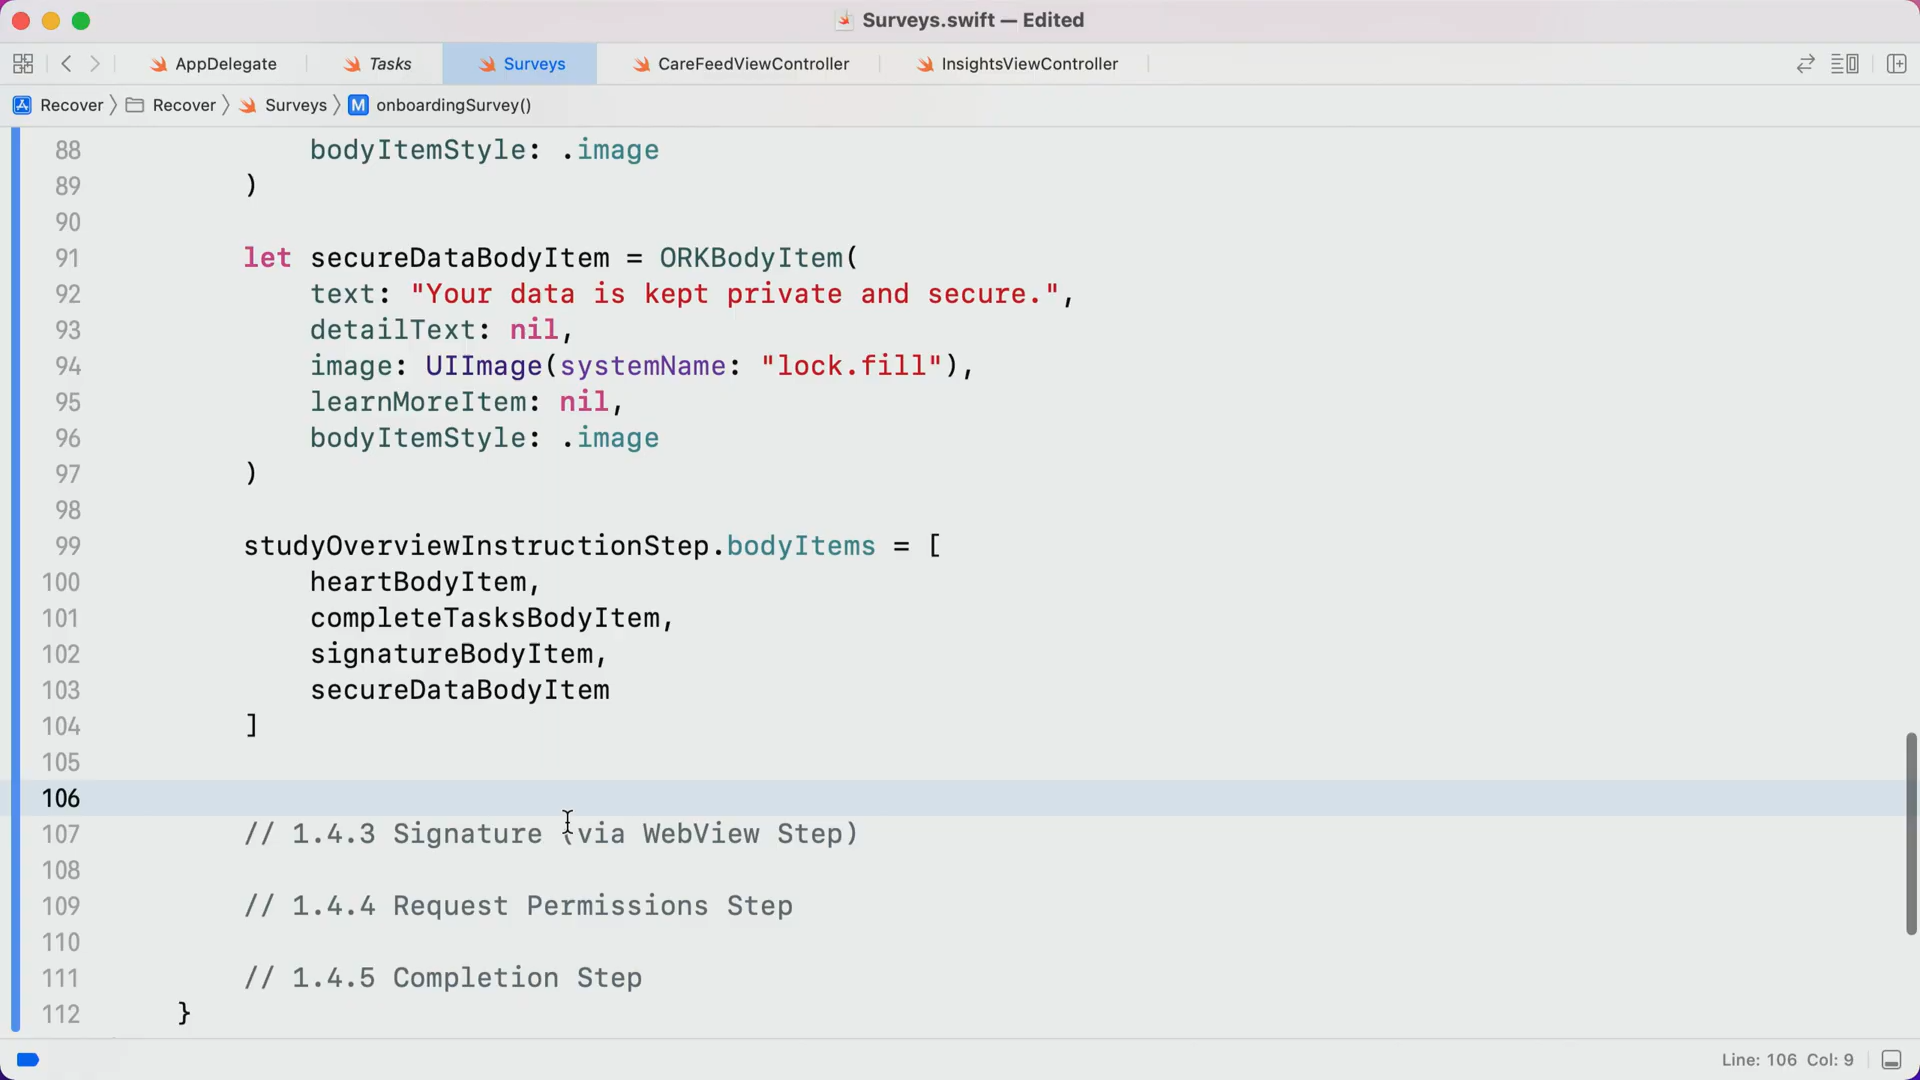 Surveys.swift — Edited
AppDelegate Tasks Surveys CareFeedViewController InsightsViewController
Recover Recover Surveys M onboardingSurvey()
88 bodyItemStyle: .image
89 )
90
91 let secureDataBodyItem = ORKBodyItem(
92 text: "Your data is kept private and secure.",
93 detailText: nil,
94 image: UIImage(systemName: "lock.fill"),
95 learnMoreItem: nil,
96 bodyItemStyle: .image
97 )
98
99 studyOverviewInstructionStep.bodyItems = [
100 heartBodyItem,
101 completeTasksBodyItem,
102 signatureBodyItem,
103 secureDataBodyItem
104 ]
105
106
107 // 1.4.3 Signature (via WebView Step)
108
109 // 1.4.4 Request Permissions Step
110
111 // 1.4.5 Completion Step
112 }
Line: 106 Col: 9